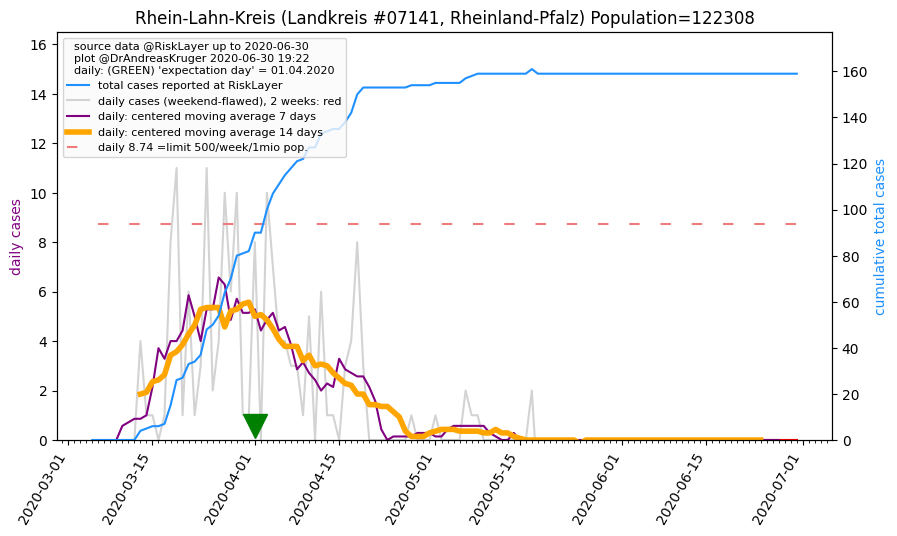 Rhein-Lahn-Kreis (Landkreis #07141, Rheinland-Pfalz) Population=122308
source data @RiskLayer up to 2020-06-30
plot @DrAndreasKruger 2020-06-30 19:22
daily: (GREEN) 'expectation day' = 01.04.2020
total cases reported at RiskLayer
daily cases (weekend-flawed), 2 weeks: red
daily: centered moving average 7 days
daily: centered moving average 14 days
daily 8.74 =limit 500/week/1mio pop.
daily cases
16
14
12
10
8
6
4
2
0
160
140
120
100
80
60
40
20
0
cumulative total cases
2020-03-01
2020-03-15
2020-04-01
2020-04-15
2020-05-01
2020-05-15
2020-06-01
2020-06-15
2020-07-01